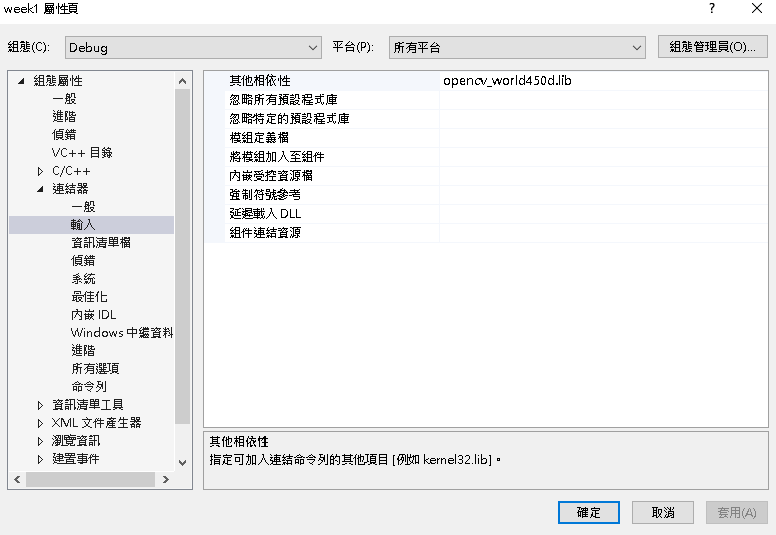 week1 屬性頁
組態(C): Debug 平台(P): 所有平台 組態管理員(O)...
組態屬性
一般
進階
偵錯
VC++ 目錄
C/C++
連結器
一般
輸入
資訊清單檔
偵錯
系統
最佳化
內嵌 IDL
Windows 中繼資料
進階
所有選項
命令列
資訊清單工具
XML 文件產生器
瀏覽資訊
建置事件
其他相依性 opencv_world450d.lib
忽略所有預設程式庫
忽略特定的預設程式庫
模組定義檔
將模組加入至組件
內嵌受控資源檔
強制符號參考
延遲載入 DLL
組件連結資源
其他相依性
指定可加入連結命令列的其他項目 [例如 kernel32.lib]。
確定 取消 套用(A)